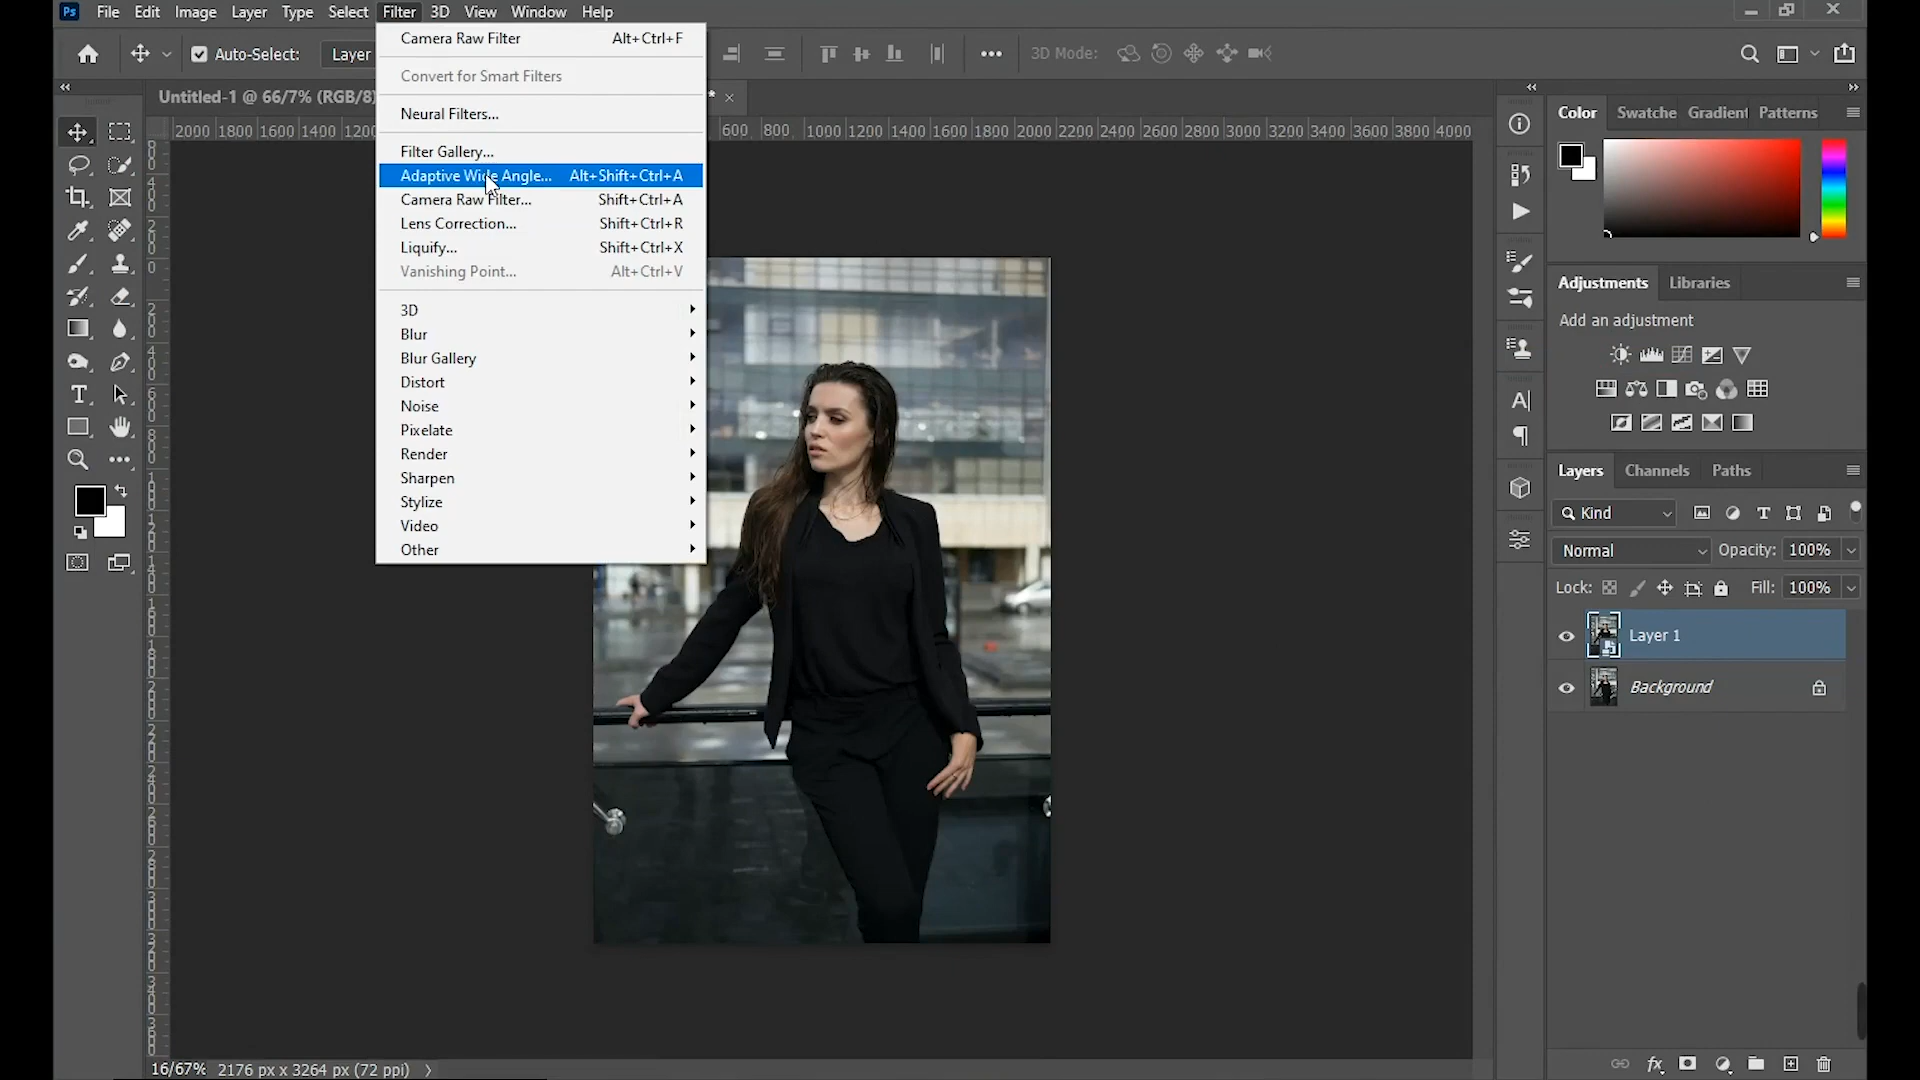 Ps File Edit Image Layer Type Select Filter 3D View Window Help
Auto-Select: Layer 3D Mode:
Untitled-1 @ 66/7% (RGB/8)
Camera Raw Filter Alt+Ctrl+F
Convert for Smart Filters
Neural Filters...
Filter Gallery...
Adaptive Wide Angle... Alt+Shift+Ctrl+A
Camera Raw Filter... Shift+Ctrl+A
Lens Correction... Shift+Ctrl+R
Liquify... Shift+Ctrl+X
Vanishing Point... Alt+Ctrl+V
3D
Blur
Blur Gallery
Distort
Noise
Pixelate
Render
Sharpen
Stylize
Video
Other
2000 1800 1600 1400 1200 600 800 1000 1200 1400 1600 1800 2000 2200 2400 2600 2800 3000 3200 3400 3600 3800 4000
Color Swatche Gradient Patterns
Adjustments Libraries
Add an adjustment
Layers Channels Paths
Kind
Normal Opacity: 100%
Lock: Fill: 100%
Layer 1
Background
16/67% 2176 px x 3264 px (72 ppi)